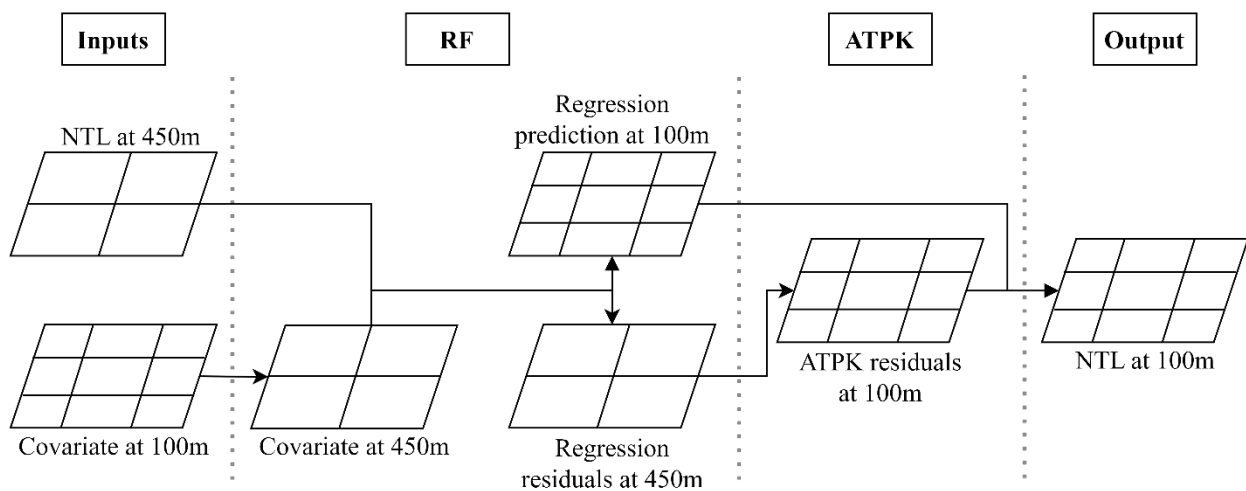 Inputs
RF
ATPK
Output
NTL at 450m
Regression
prediction at 100m
Covariate at 100m
Covariate at 450m
Regression
residuals at 450m
ATPK residuals
at 100m
NTL at 100m